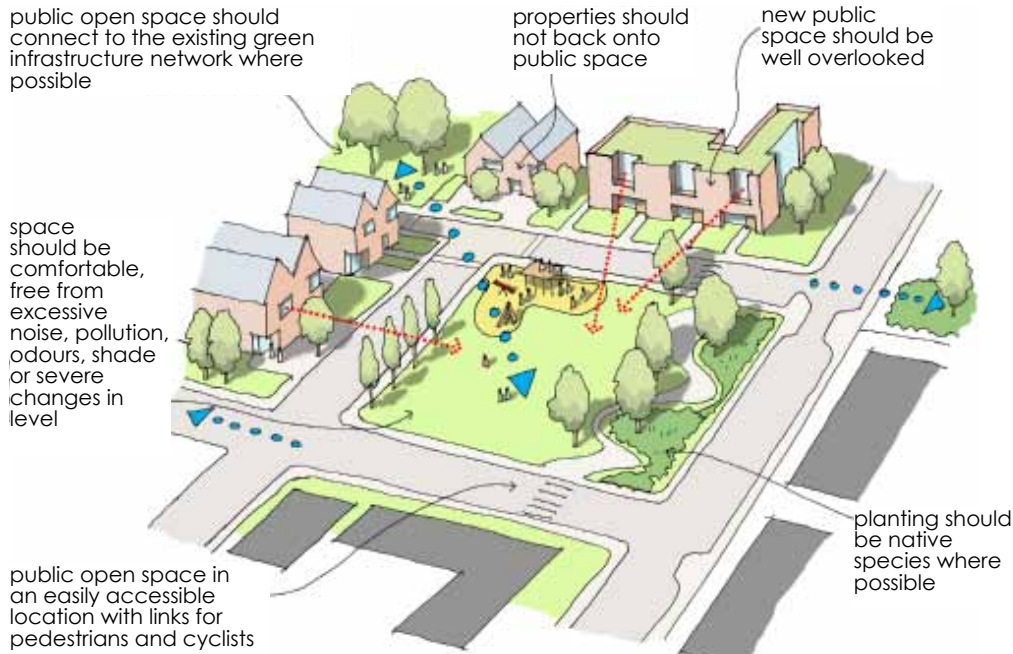 public open space should
connect to the existing green
infrastructure network where
possible
properties should
not back onto
public space
new public
space should be
well overlooked
space
should be
comfortable,
free from
excessive
noise, pollution,
odours, shade
or severe
changes in
level
planting should
be native
species where
possible
public open space in
an easily accessible
location with links for
pedestrians and cyclists